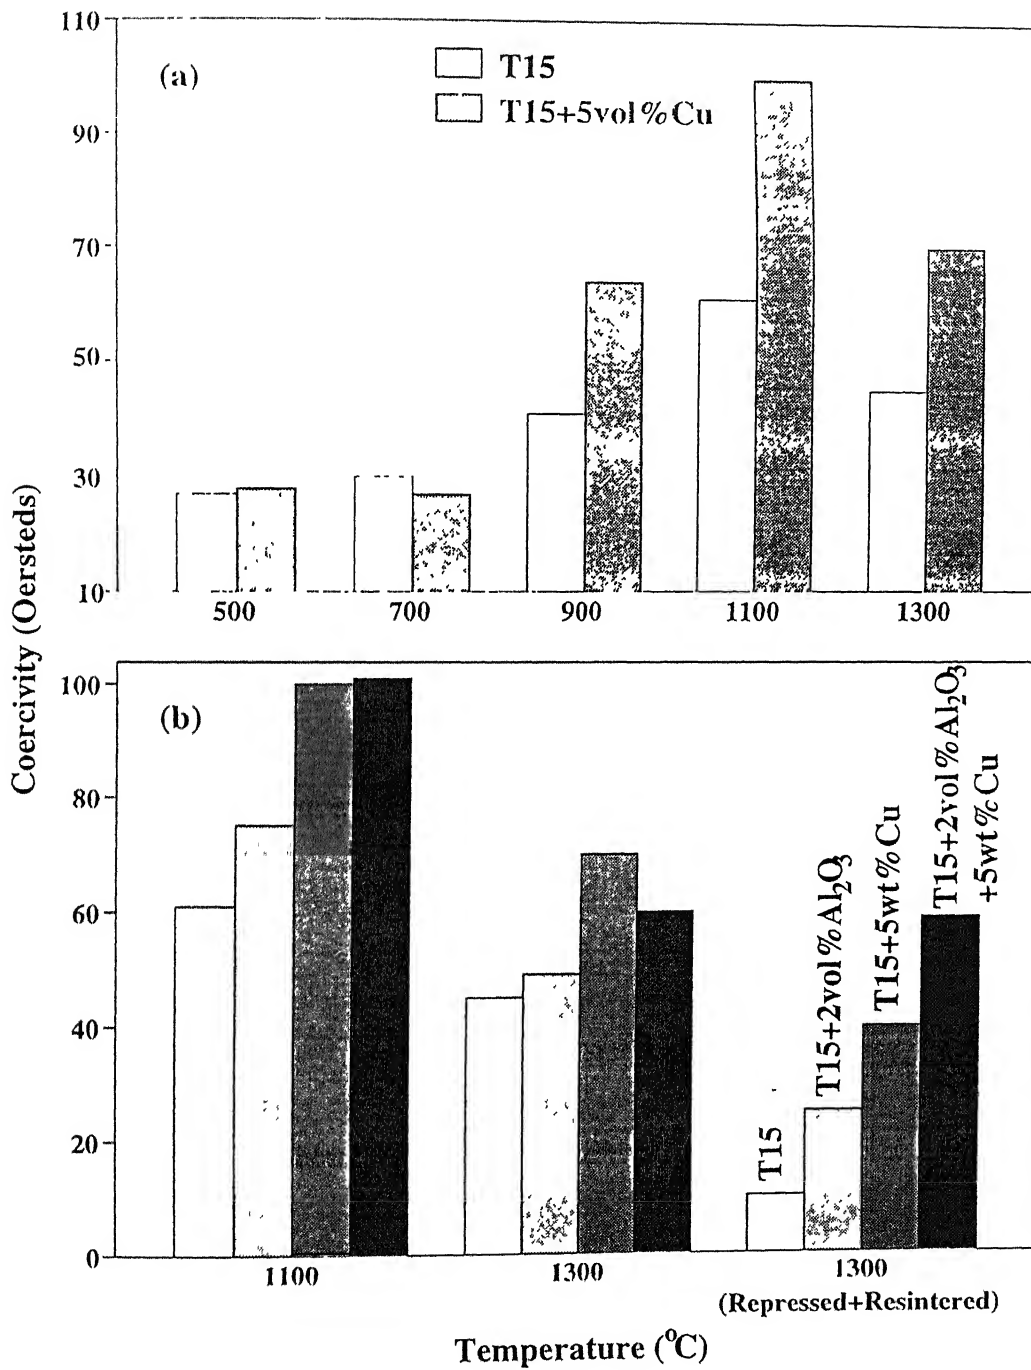 Coercivity (Oersteds)
110
90
70
50
30
10
(a)
T15
T15+5vol%Cu
500
700
900
1100
1300
100
80
60
40
20
0
(b)
T15
T15+2vol%Al₂O₃
T15+5wt%Cu
T15+2vol%Al₂O₃
+5wt%Cu
1100
1300
1300
(Repressed+Resintered)
Temperature (°C)